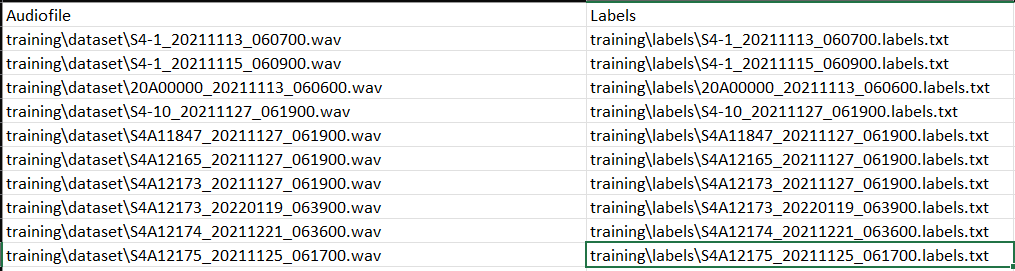 Audiofile Labels
training\dataset\S4-1_20211113_060700.wav training\labels\S4-1_20211113_060700.labels.txt
training\dataset\S4-1_20211115_060900.wav training\labels\S4-1_20211115_060900.labels.txt
training\dataset\20A00000_20211113_060600.wav training\labels\20A00000_20211113_060600.labels.txt
training\dataset\S4-10_20211127_061900.wav training\labels\S4-10_20211127_061900.labels.txt
training\dataset\S4A11847_20211127_061900.wav training\labels\S4A11847_20211127_061900.labels.txt
training\dataset\S4A12165_20211127_061900.wav training\labels\S4A12165_20211127_061900.labels.txt
training\dataset\S4A12173_20211127_061900.wav training\labels\S4A12173_20211127_061900.labels.txt
training\dataset\S4A12173_20220119_063900.wav training\labels\S4A12173_20220119_063900.labels.txt
training\dataset\S4A12174_20211221_063600.wav training\labels\S4A12174_20211221_063600.labels.txt
training\dataset\S4A12175_20211125_061700.wav training\labels\S4A12175_20211125_061700.labels.txt